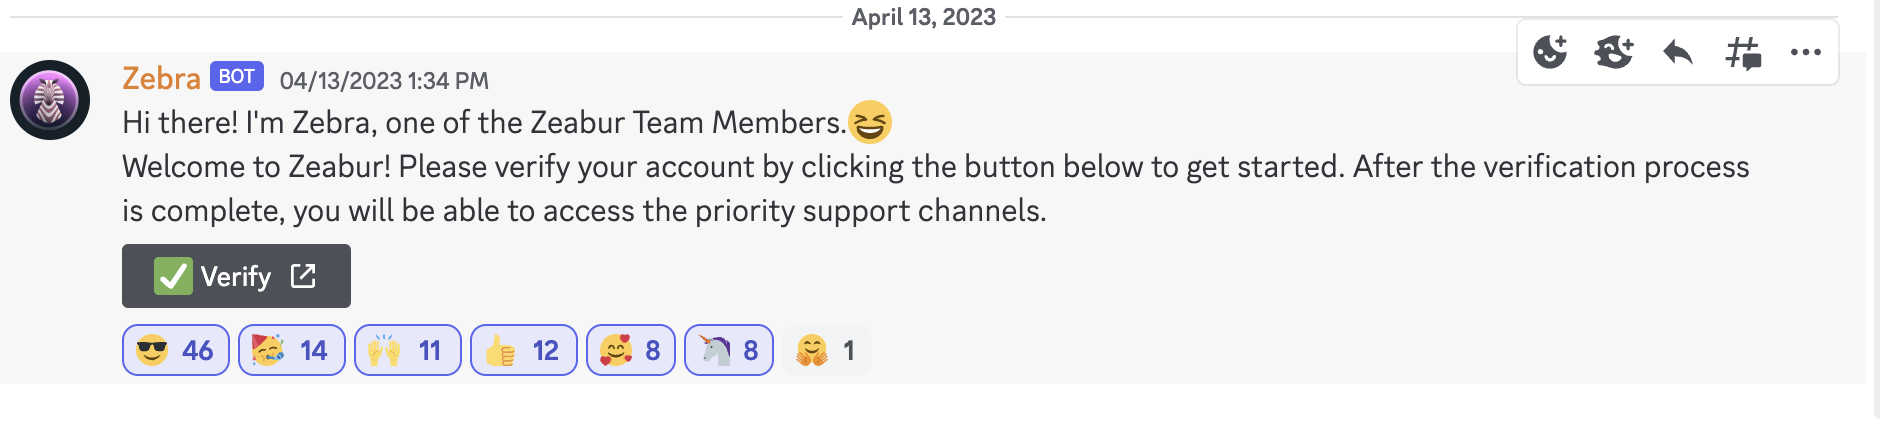 April 13, 2023
Zebra BOT 04/13/2023 1:34 PM
Hi there! I'm Zebra, one of the Zeabur Team Members.😆
Welcome to Zeabur! Please verify your account by clicking the button below to get started. After the verification process
is complete, you will be able to access the priority support channels.
✅ Verify
😎 46 🥳 14 🙌 11 👍 12 🥰 8 🦄 8 🤗 1